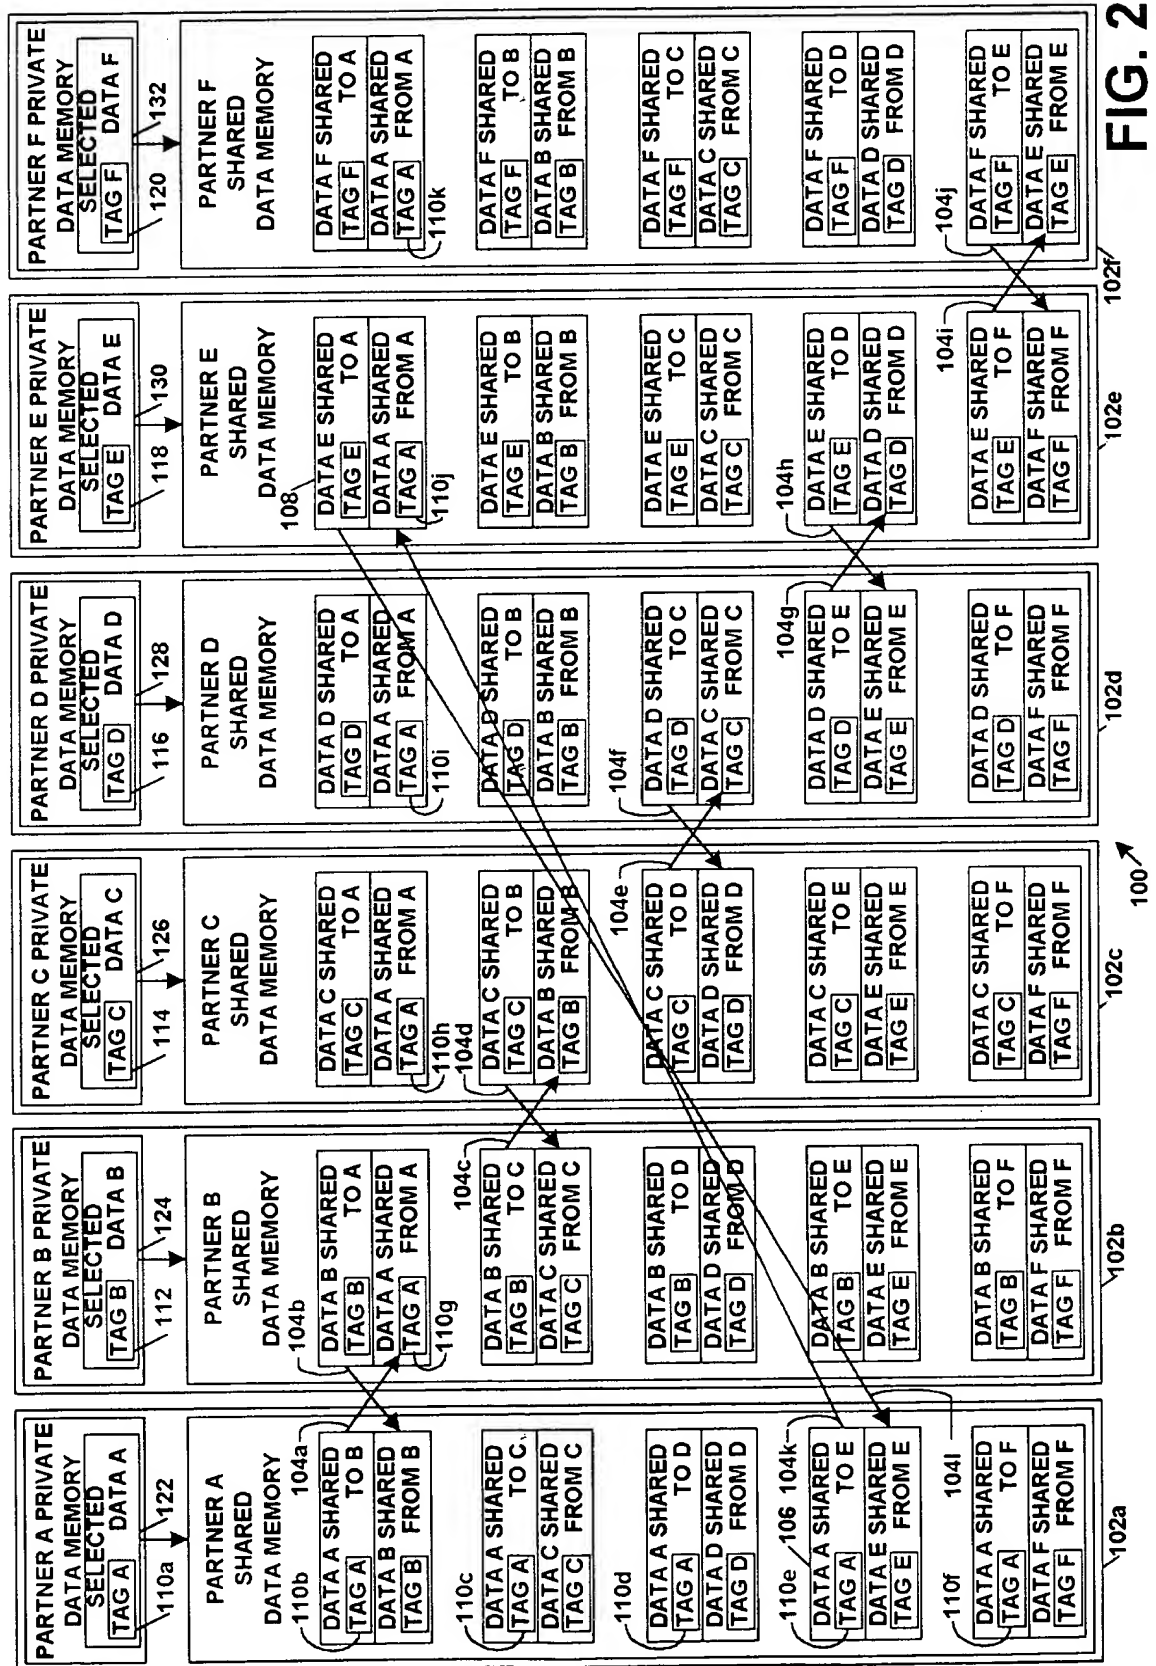 PARTNER A PRIVATE
DATA MEMORY
SELECTED
TAG A DATA A
110a
122
PARTNER A
SHARED
DATA MEMORY
110b
104a
DATA A SHARED
TAG A TO B
DATA B SHARED
TAG B FROM B
110c
DATA A SHARED
TAG A TO C
DATA C SHARED
TAG C FROM C
110d
DATA A SHARED
TAG A TO D
DATA D SHARED
TAG D FROM D
110e
106
104k
DATA A SHARED
TAG A TO E
DATA E SHARED
TAG E FROM E
110f
104l
DATA A SHARED
TAG A TO F
DATA F SHARED
TAG F FROM F
102a
PARTNER B PRIVATE
DATA MEMORY
SELECTED
TAG B DATA B
112
124
PARTNER B
SHARED
DATA MEMORY
104b
DATA B SHARED
TAG B TO A
DATA A SHARED
TAG A FROM A
110g
104c
DATA B SHARED
TAG B TO C
DATA C SHARED
TAG C FROM C
DATA B SHARED
TAG B TO D
DATA D SHARED
TAG D FROM D
DATA B SHARED
TAG B TO E
DATA E SHARED
TAG E FROM E
DATA B SHARED
TAG B TO F
DATA F SHARED
TAG F FROM F
102b
PARTNER C PRIVATE
DATA MEMORY
SELECTED
TAG C DATA C
114
126
PARTNER C
SHARED
DATA MEMORY
DATA C SHARED
TAG C TO A
DATA A SHARED
TAG A FROM A
110h
104d
DATA C SHARED
TAG C TO B
DATA B SHARED
TAG B FROM B
104e
DATA C SHARED
TAG C TO D
DATA D SHARED
TAG D FROM D
DATA C SHARED
TAG C TO E
DATA E SHARED
TAG E FROM E
DATA C SHARED
TAG C TO F
DATA F SHARED
TAG F FROM F
102c
100
PARTNER D PRIVATE
DATA MEMORY
SELECTED
TAG D DATA D
116
128
PARTNER D
SHARED
DATA MEMORY
DATA D SHARED
TAG D TO A
DATA A SHARED
TAG A FROM A
110i
DATA D SHARED
TAG D TO B
DATA B SHARED
TAG B FROM B
104f
DATA D SHARED
TAG D TO C
DATA C SHARED
TAG C FROM C
104g
DATA D SHARED
TAG D TO E
DATA E SHARED
TAG E FROM E
DATA D SHARED
TAG D TO F
DATA F SHARED
TAG F FROM F
102d
PARTNER E PRIVATE
DATA MEMORY
SELECTED
TAG E DATA E
118
130
PARTNER E
SHARED
DATA MEMORY
108
DATA E SHARED
TAG E TO A
DATA A SHARED
TAG A FROM A
110j
DATA E SHARED
TAG E TO B
DATA B SHARED
TAG B FROM B
DATA E SHARED
TAG E TO C
DATA C SHARED
TAG C FROM C
104h
DATA E SHARED
TAG E TO D
DATA D SHARED
TAG D FROM D
104i
DATA E SHARED
TAG E TO F
DATA F SHARED
TAG F FROM F
102e
PARTNER F PRIVATE
DATA MEMORY
SELECTED
TAG F DATA F
120
132
PARTNER F
SHARED
DATA MEMORY
DATA F SHARED
TAG F TO A
DATA A SHARED
TAG A FROM A
110k
DATA F SHARED
TAG F TO B
DATA B SHARED
TAG B FROM B
DATA F SHARED
TAG F TO C
DATA C SHARED
TAG C FROM C
DATA F SHARED
TAG F TO D
DATA D SHARED
TAG D FROM D
104j
DATA F SHARED
TAG F TO E
DATA E SHARED
TAG E FROM E
102f
FIG. 2